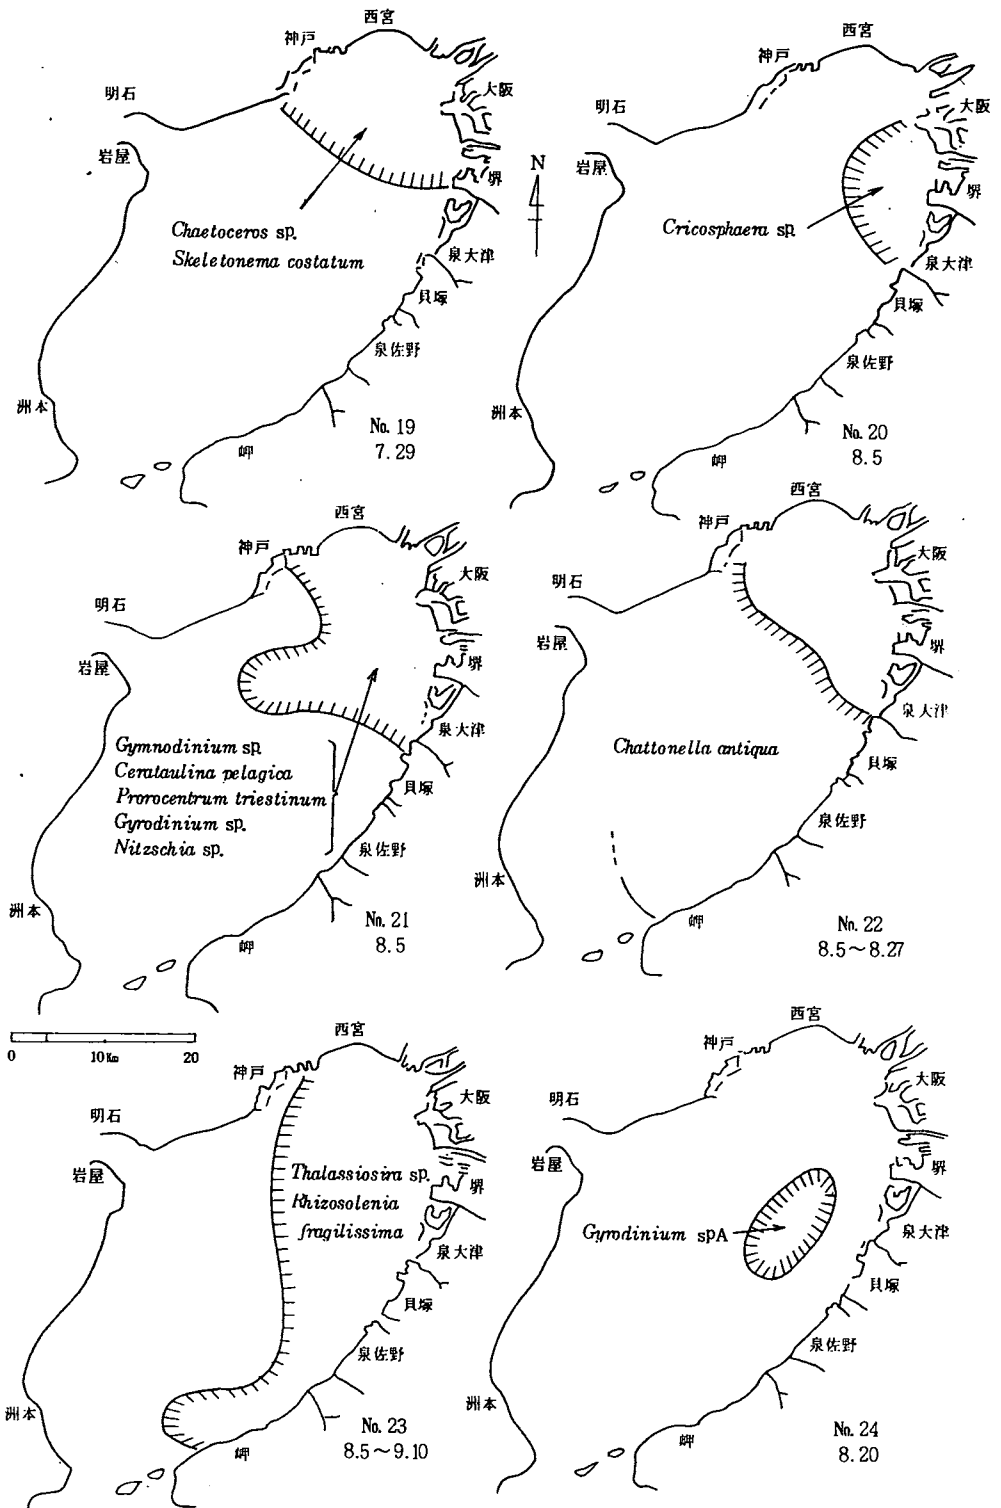 西宮
神戸
大阪
明石
岩屋
堺
Chaetoceros sp.
Skeletonema costatum
泉大津
貝塚
泉佐野
洲本
No. 19
7.29
岬
N
西宮
神戸
大阪
明石
岩屋
堺
Cricosphaera sp
泉大津
貝塚
泉佐野
洲本
No. 20
8.5
岬
西宮
神戸
大阪
明石
岩屋
堺
泉大津
Gymnodinium sp
Cerataulina pelagica
Prorocentrum triestinum
Gyrodinium sp.
Nitzschia sp.
貝塚
泉佐野
洲本
No. 21
8.5
岬
西宮
神戸
大阪
明石
岩屋
堺
泉大津
Chattonella antiqua
貝塚
泉佐野
洲本
岬
No. 22
8.5～8.27
0 10Km 20
西宮
神戸
大阪
明石
岩屋
堺
Thalassiosira sp.
Rhizosolenia
fragilissima
泉大津
貝塚
泉佐野
洲本
No. 23
8.5～9.10
岬
西宮
神戸
大阪
明石
岩屋
堺
Gyrodinium spA
泉大津
貝塚
泉佐野
洲本
No. 24
8.20
岬